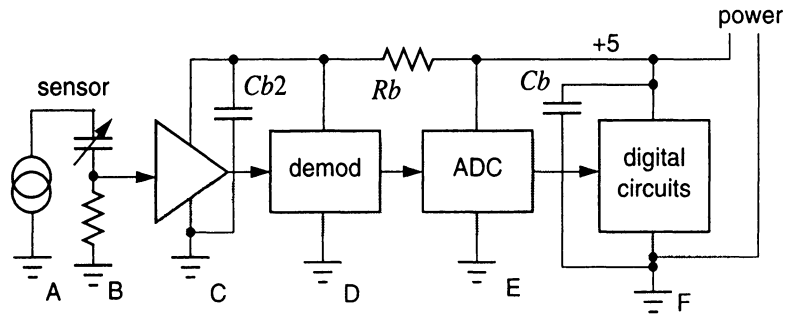 power
+5
sensor
Cb2
Rb
Cb
demod
ADC
digital
circuits
A
B
C
D
E
F